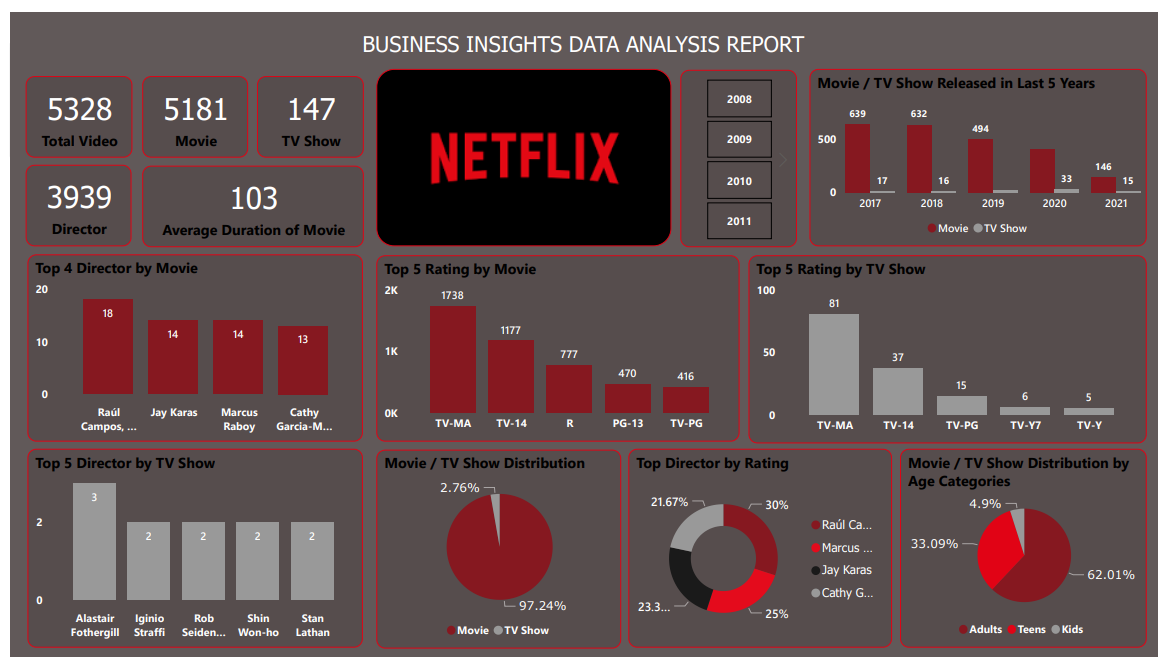 BUSINESS INSIGHTS DATA ANALYSIS REPORT
5328
Total Video
5181
Movie
147
TV Show
3939
Director
103
Average Duration of Movie
NETFLIX
2008
2009
2010
2011
Movie / TV Show Released in Last 5 Years
639
632
494
146
500
17
16
33
15
0
2017
2018
2019
2020
2021
Movie
TV Show
Top 4 Director by Movie
20
18
14
14
13
10
0
Raúl
Campos, ...
Jay Karas
Marcus
Raboy
Cathy
Garcia-M...
Top 5 Rating by Movie
2K
1738
1177
777
470
416
1K
0K
TV-MA
TV-14
R
PG-13
TV-PG
Top 5 Rating by TV Show
100
81
37
15
6
5
50
0
TV-MA
TV-14
TV-PG
TV-Y7
TV-Y
Top 5 Director by TV Show
3
2
2
2
2
2
0
Alastair
Fothergill
Iginio
Straffi
Rob
Seiden...
Shin
Won-ho
Stan
Lathan
Movie / TV Show Distribution
2.76%
97.24%
Movie
TV Show
Top Director by Rating
21.67%
30%
23.3...
25%
Raúl Ca...
Marcus ...
Jay Karas
Cathy G...
Movie / TV Show Distribution by
Age Categories
4.9%
33.09%
62.01%
Adults
Teens
Kids